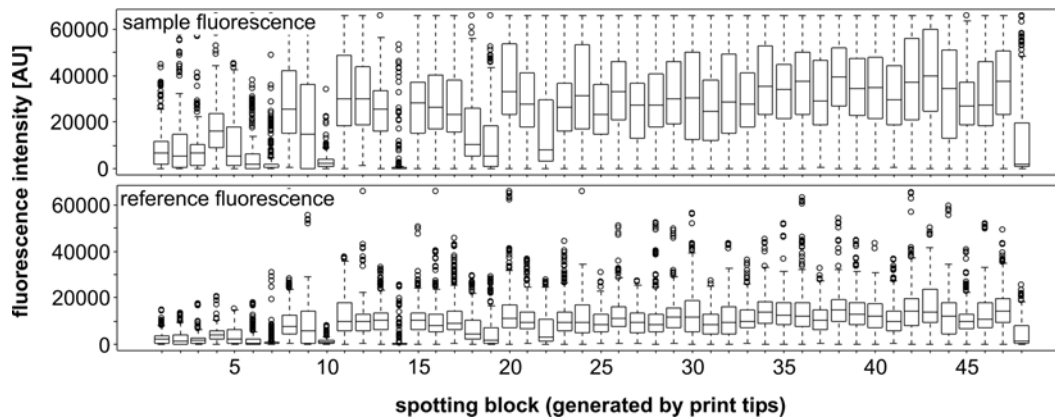 sample fluorescence
60000
40000
20000
0
reference fluorescence
60000
40000
20000
0
fluorescence intensity [AU]
5 10 15 20 25 30 35 40 45
spotting block (generated by print tips)